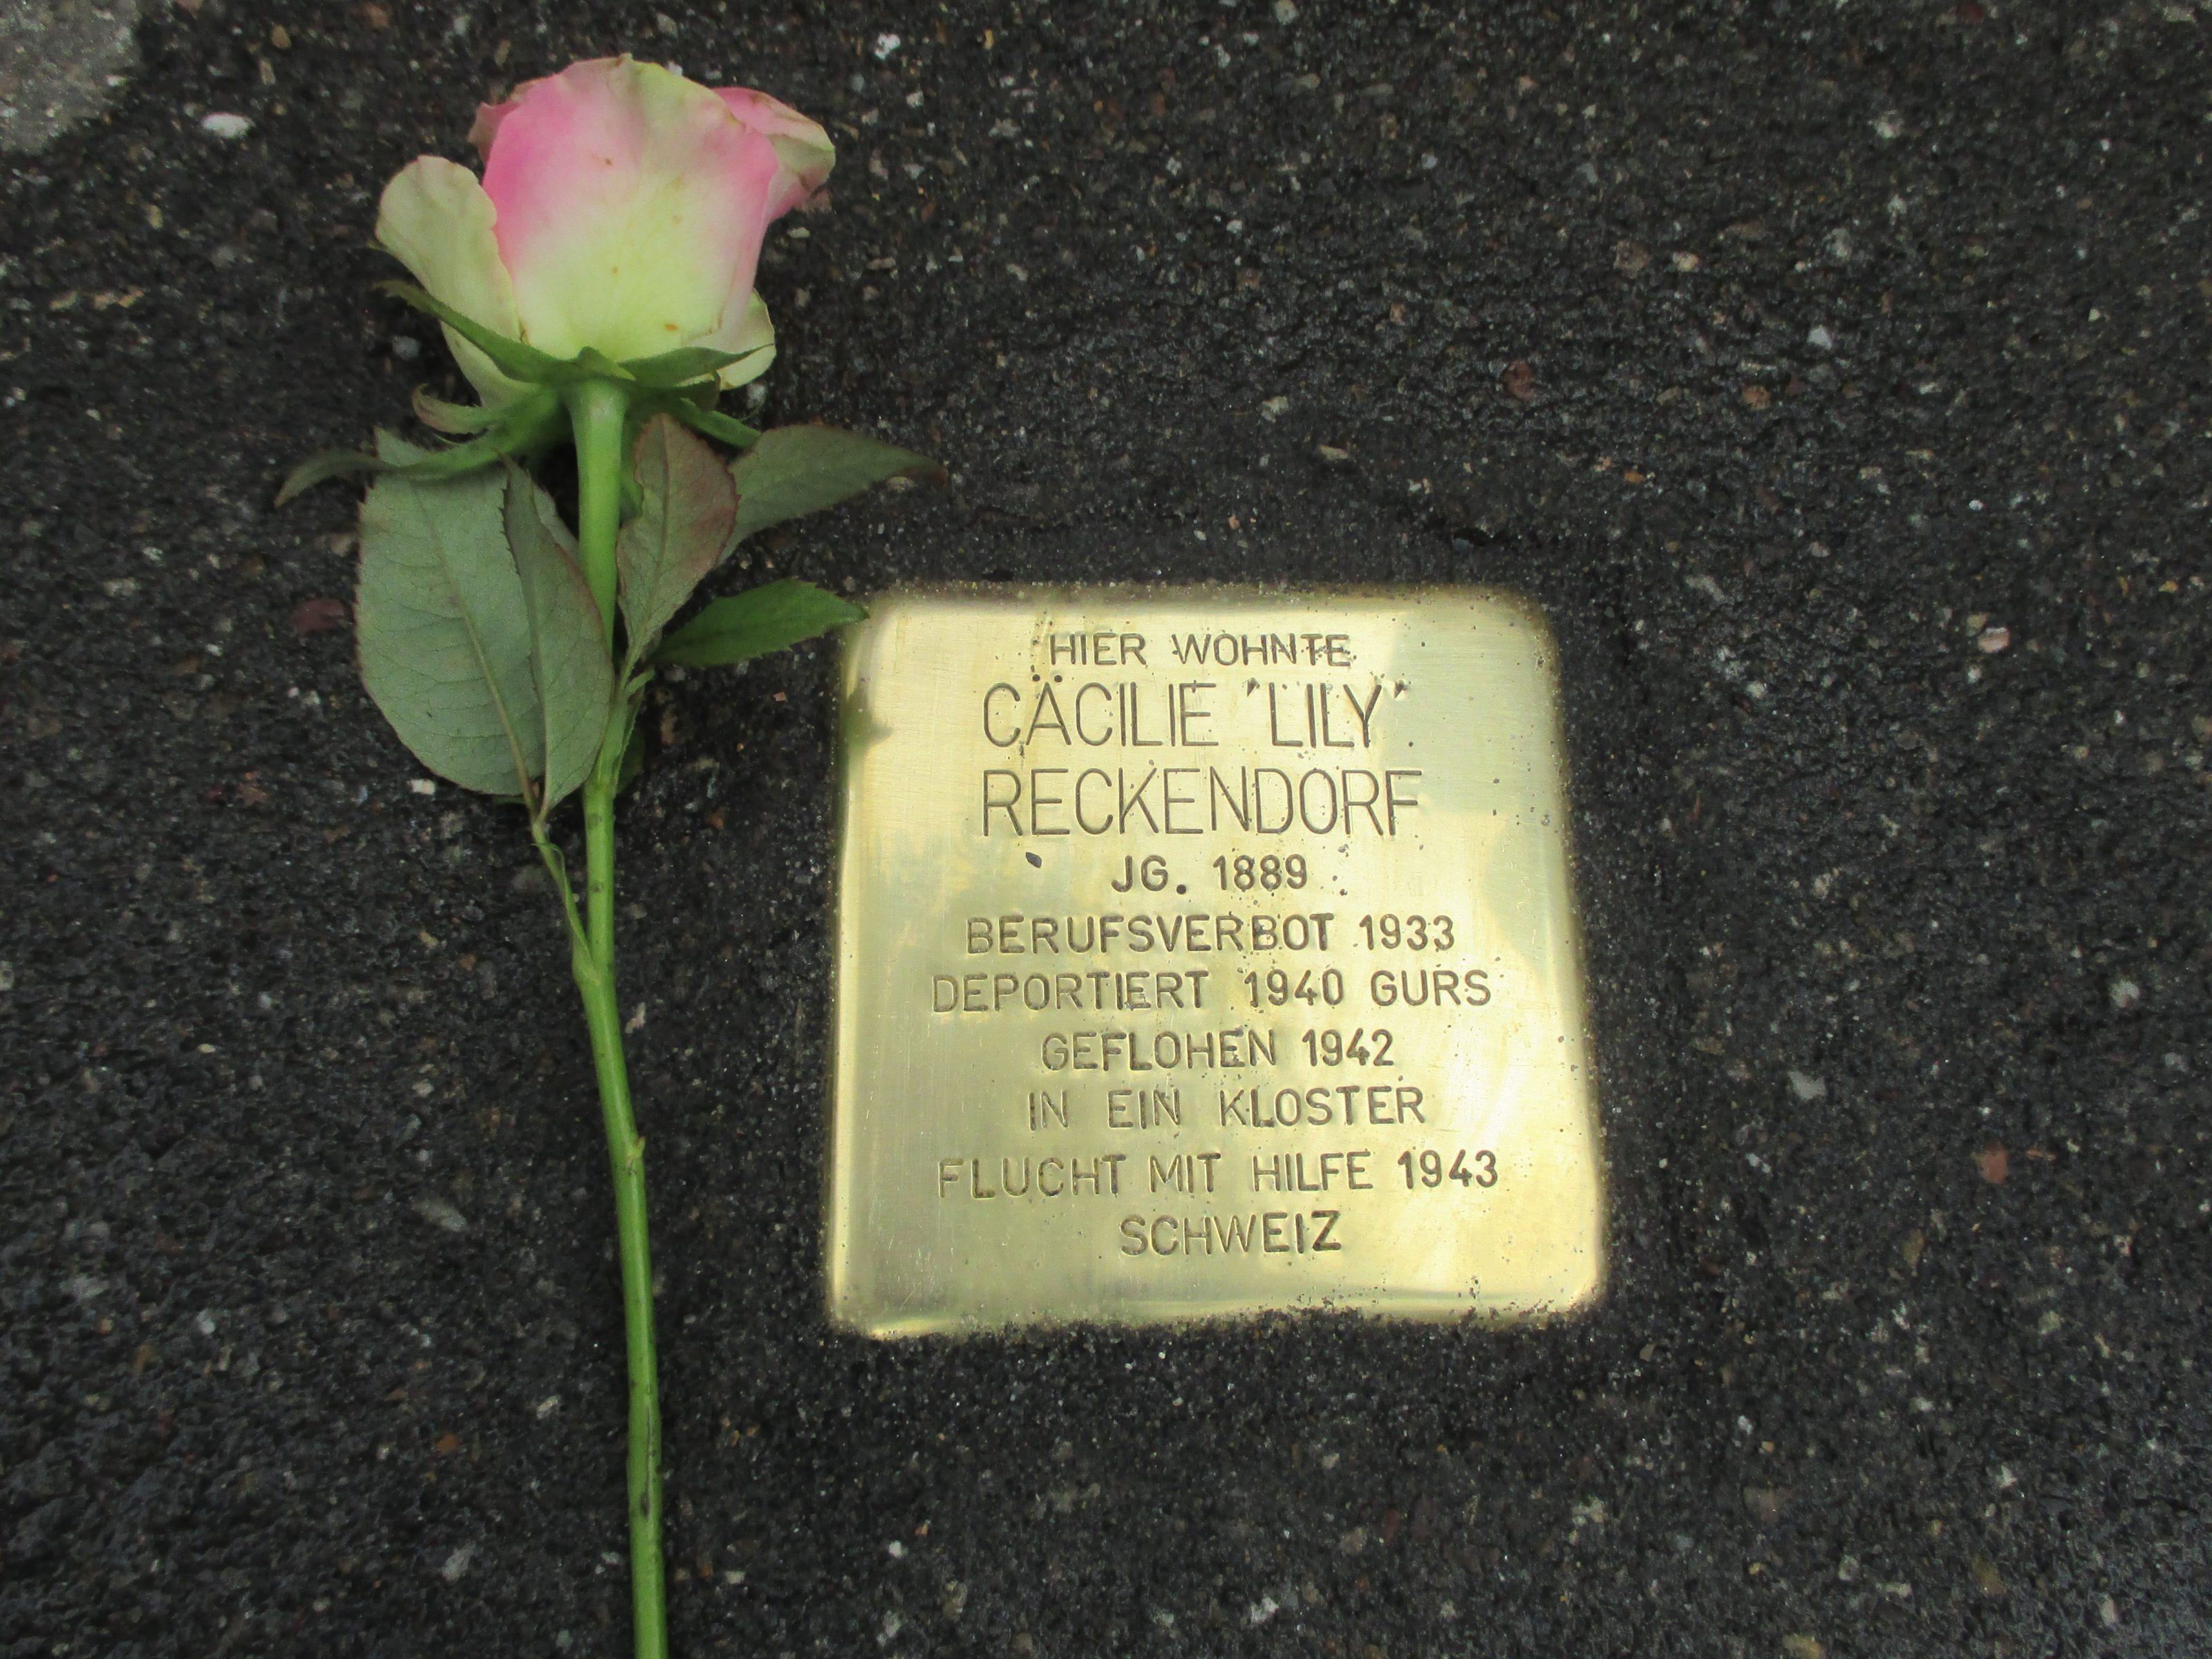 HIER WOHNTE
CÄCILIE "LILY"
RECKENDORF
JG. 1889
BERUFSVERBOT 1933
DEPORTIERT 1940 GURS
GEFLOHEN 1942
IN EIN KLOSTER
FLUCHT MIT HILFE 1943
SCHWEIZ